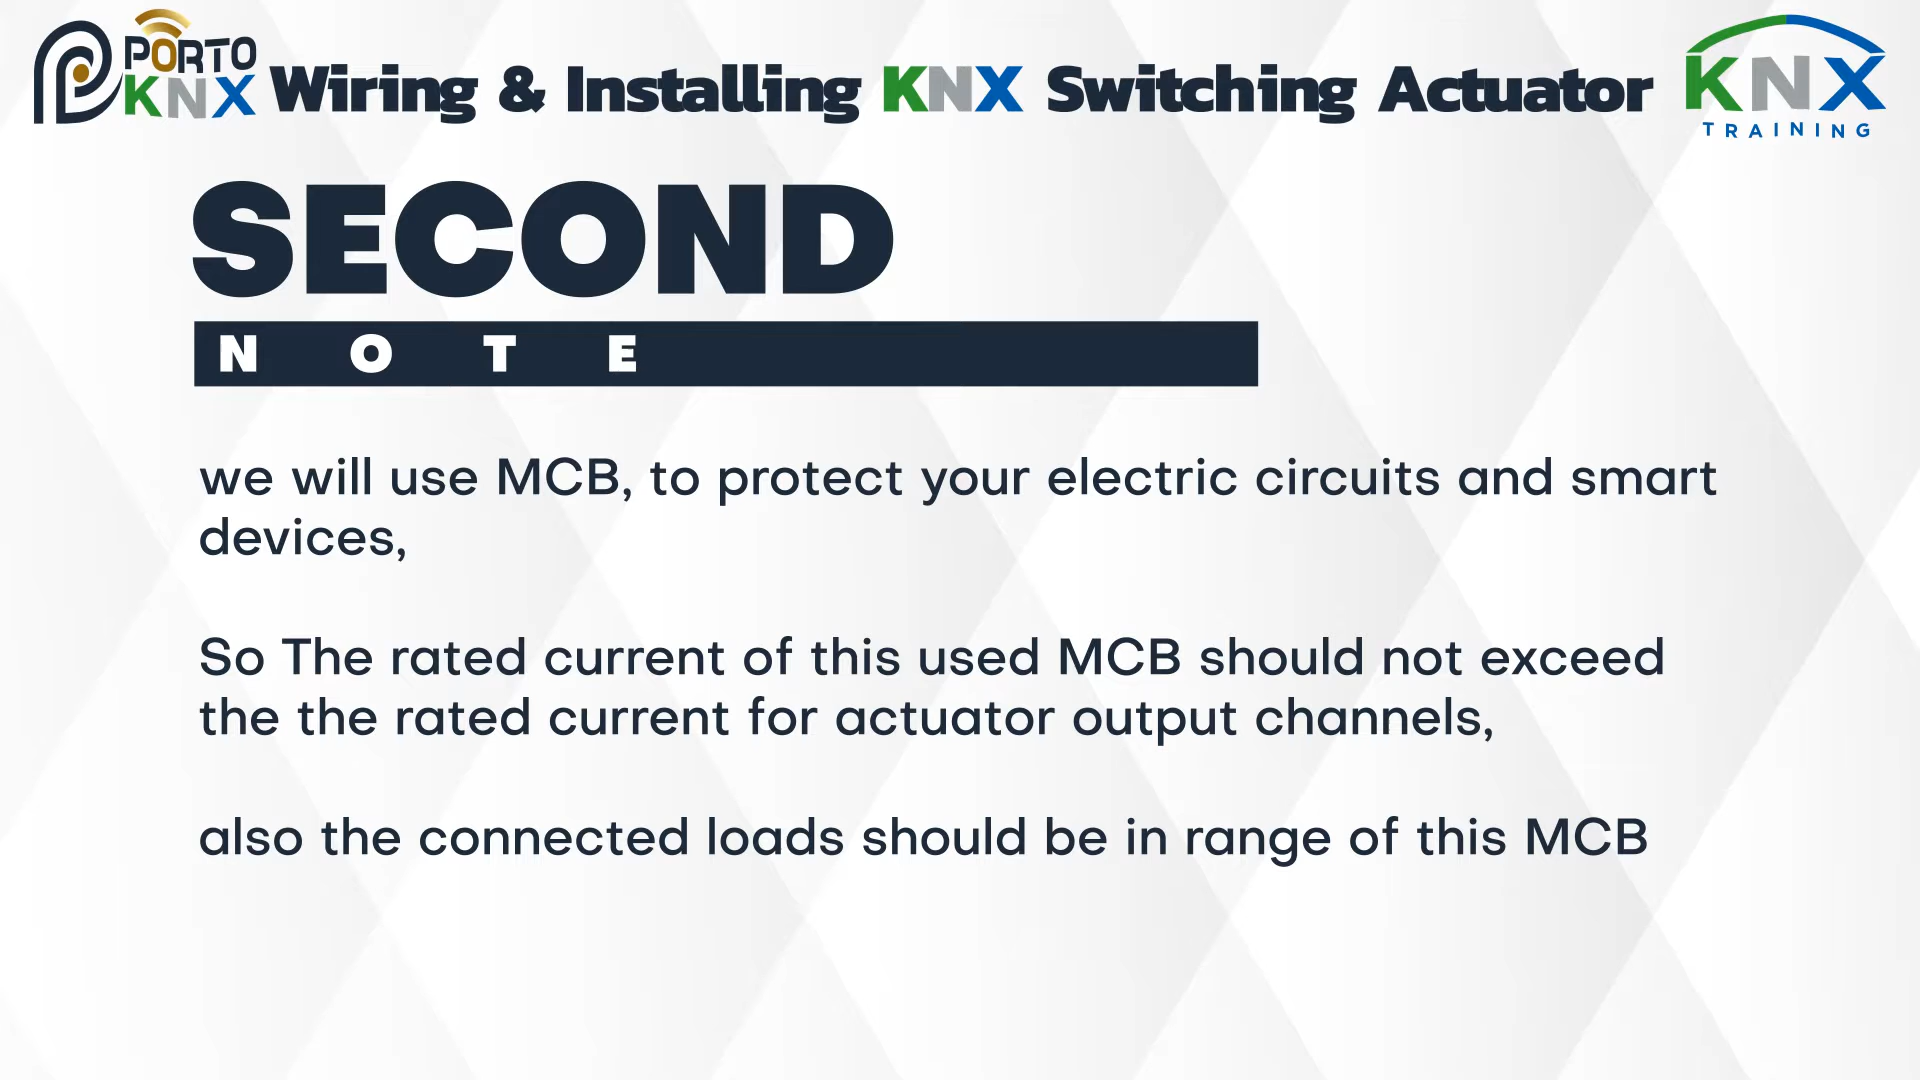 PORTO
KNX
Wiring & Installing KNX Switching Actuator
KNX
TRAINING
SECOND
NOTE
we will use MCB, to protect your electric circuits and smart
devices,
So The rated current of this used MCB should not exceed
the the rated current for actuator output channels,
also the connected loads should be in range of this MCB